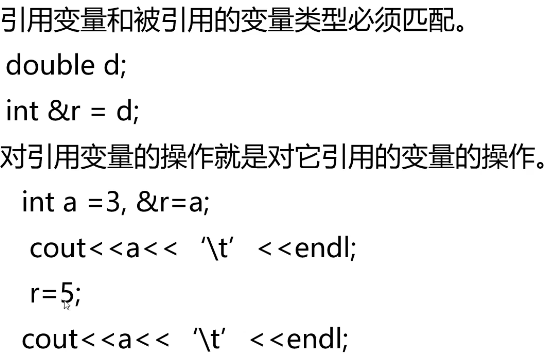 引用变量和被引用的变量类型必须匹配。
double d;
int &r = d;
对引用变量的操作就是对它引用的变量的操作。
int a =3, &r=a;
cout<<a<<‘\t’<<endl;
r=5;
cout<<a<<‘\t’<<endl;